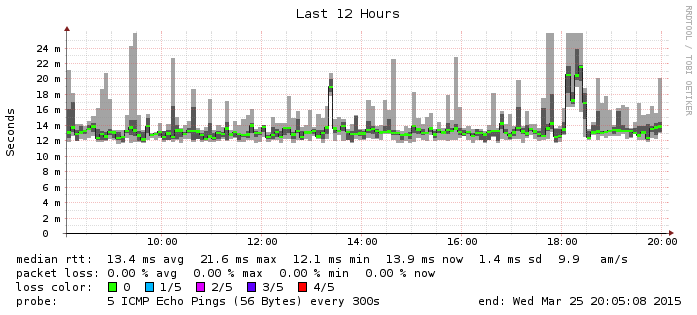 Last 12 Hours
RRDTOOL / TOBI OETIKER
Seconds
24 m
22 m
20 m
18 m
16 m
14 m
12 m
10 m
8 m
6 m
4 m
2 m
0
10:00 12:00 14:00 16:00 18:00 20:00
median rtt: 13.4 ms avg 21.6 ms max 12.1 ms min 13.9 ms now 1.4 ms sd 9.9 am/s
packet loss: 0.00 % avg 0.00 % max 0.00 % min 0.00 % now
loss color: 0 1/5 2/5 3/5 4/5
probe: 5 ICMP Echo Pings (56 Bytes) every 300s end: Wed Mar 25 20:05:08 2015